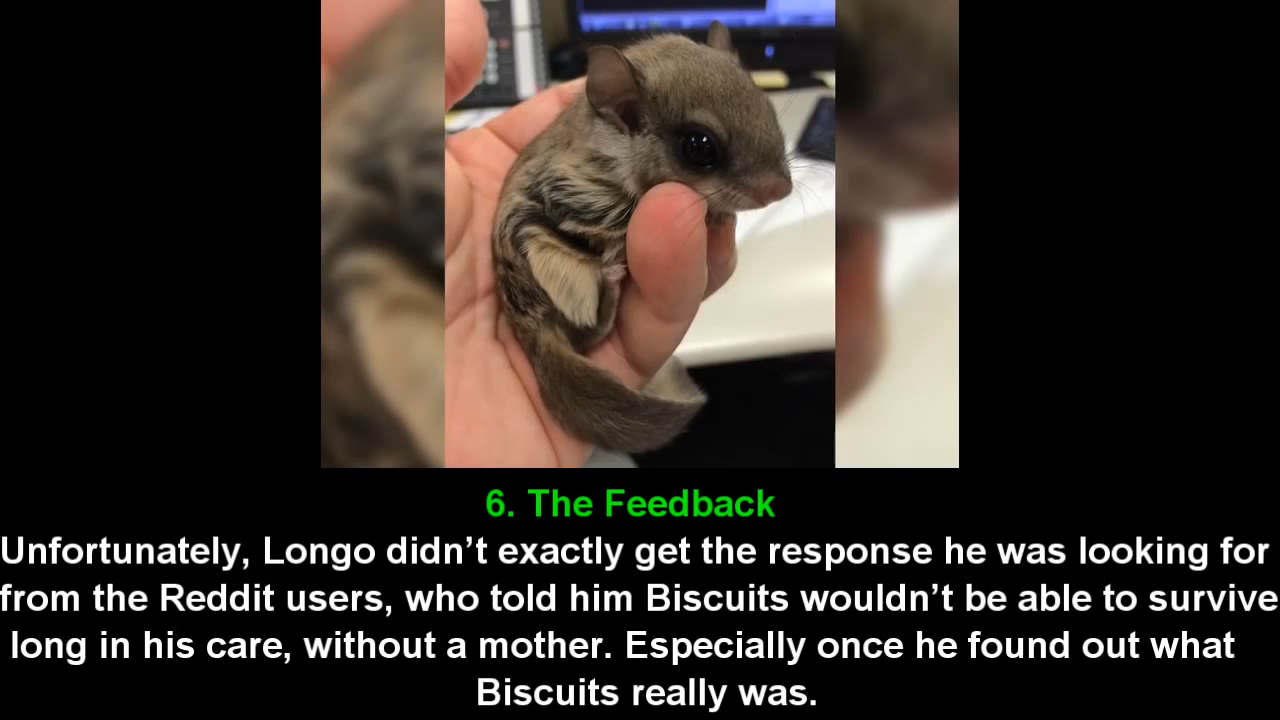 6. The Feedback
Unfortunately, Longo didn’t exactly get the response he was looking for
from the Reddit users, who told him Biscuits wouldn’t be able to survive
long in his care, without a mother. Especially once he found out what
Biscuits really was.